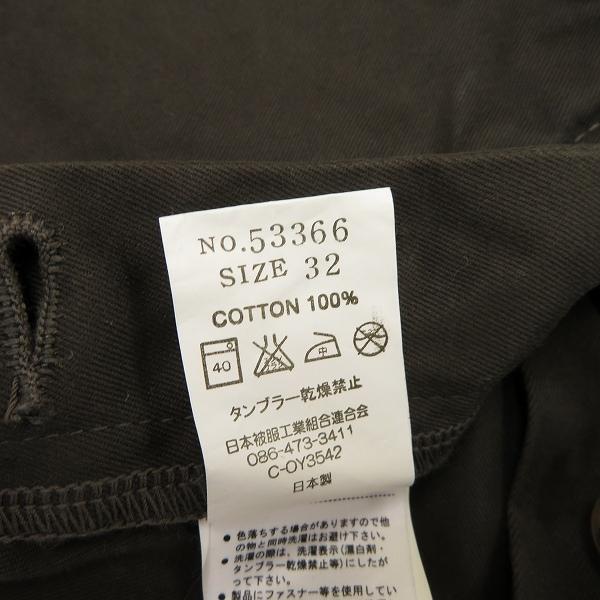 NO.53366
SIZE 32
COTTON 100%
40 中
タンブラー乾燥禁止
日本被服工業組合連合会
086-473-3411
C-OY3542
日本製
●色落ちする場合がありますので他
の物と同時洗濯はお避け下さい。
●洗濯の際は、洗濯表示(漂白剤・
タンブラー乾燥禁止等)にしたが
って下さい。
●製品にファスナー等を使用してい